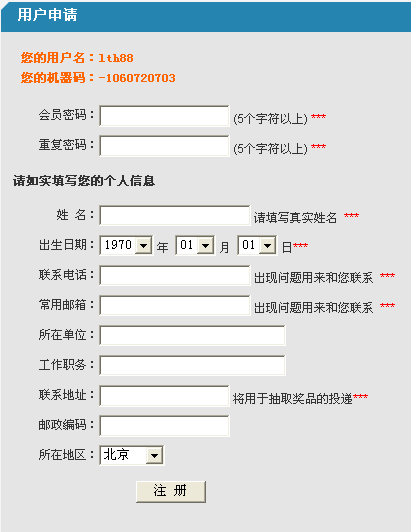 用户申请
您的用户名：lth88
您的机器码：-1060720703
会员密码： (5个字符以上) ***
重复密码： (5个字符以上) ***
请如实填写您的个人信息
姓 名： 请填写真实姓名 ***
出生日期： 1970 年 01 月 01 日***
联系电话： 出现问题用来和您联系 ***
常用邮箱： 出现问题用来和您联系 ***
所在单位：
工作职务：
联系地址： 将用于抽取奖品的投递***
邮政编码：
所在地区： 北京
注 册